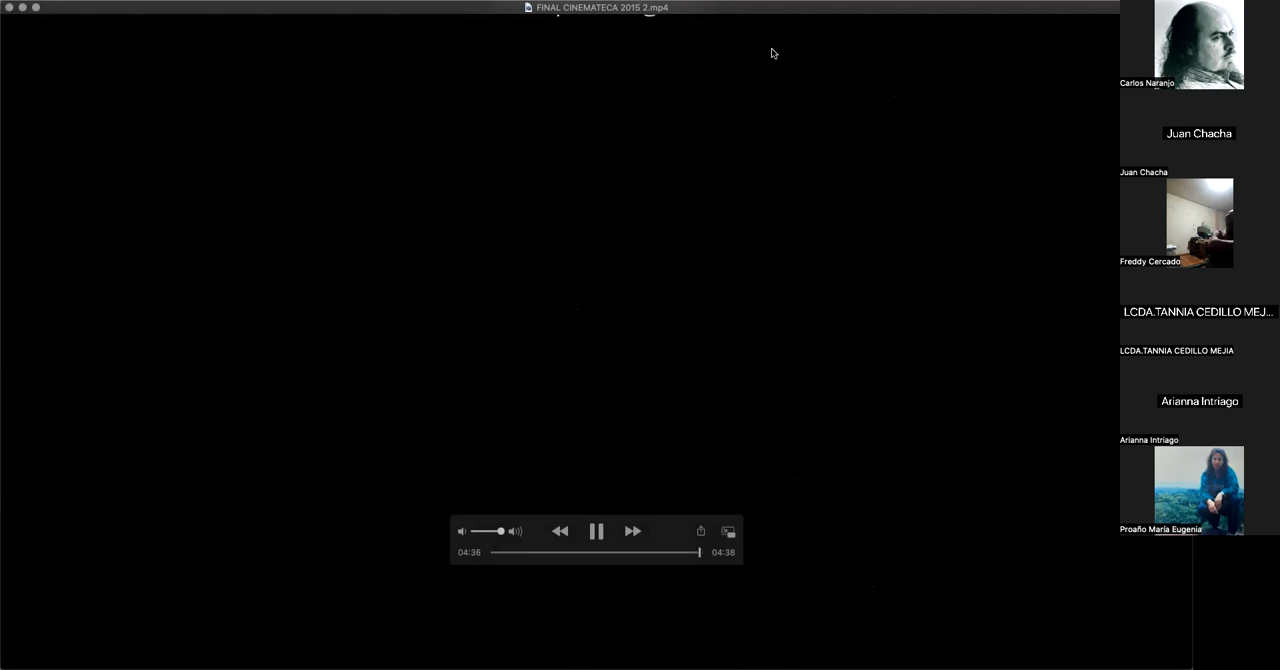 FINAL CINEMATECA 2015 2.mp4
Carlos Naranjo
Juan Chacha
Juan Chacha
Freddy Cercado
LCDA.TANNIA CEDILLO MEJ...
LCDA.TANNIA CEDILLO MEJIA
Arianna Intriago
Arianna Intriago
Proaño María Eugenia
04:36
04:38